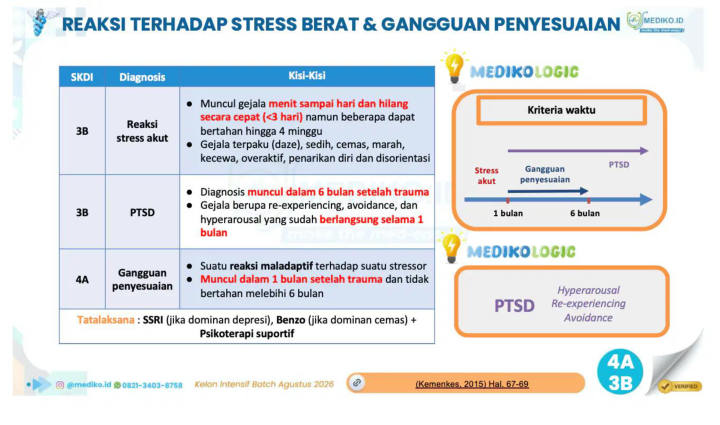 REAKSI TERHADAP STRESS BERAT & GANGGUAN PENYESUAIAN
MEDIKO.ID
SKDI
Diagnosis
Kisi-Kisi
3B
Reaksi
stress akut
● Muncul gejala menit sampai hari dan hilang
secara cepat (<3 hari) namun beberapa dapat
bertahan hingga 4 minggu
● Gejala terpaku (daze), sedih, cemas, marah,
kecewa, overaktif, penarikan diri dan disorientasi
3B
PTSD
● Diagnosis muncul dalam 6 bulan setelah trauma
● Gejala berupa re-experiencing, avoidance, dan
hyperarousal yang sudah berlangsung selama 1
bulan
4A
Gangguan
penyesuaian
● Suatu reaksi maladaptif terhadap suatu stressor
● Muncul dalam 1 bulan setelah trauma dan tidak
bertahan melebihi 6 bulan
Tatalaksana : SSRI (jika dominan depresi), Benzo (jika dominan cemas) +
Psikoterapi suportif
MEDIKOLOGIC
Kriteria waktu
PTSD
Stress
akut
Gangguan
penyesuaian
1 bulan
6 bulan
MEDIKOLOGIC
PTSD
Hyperarousal
Re-experiencing
Avoidance
@mediko.id
0821-3403-8758
Kelon Intensif Batch Agustus 2026
(Kemenkes, 2015) Hal. 67-69
4A
3B
VERIFIED